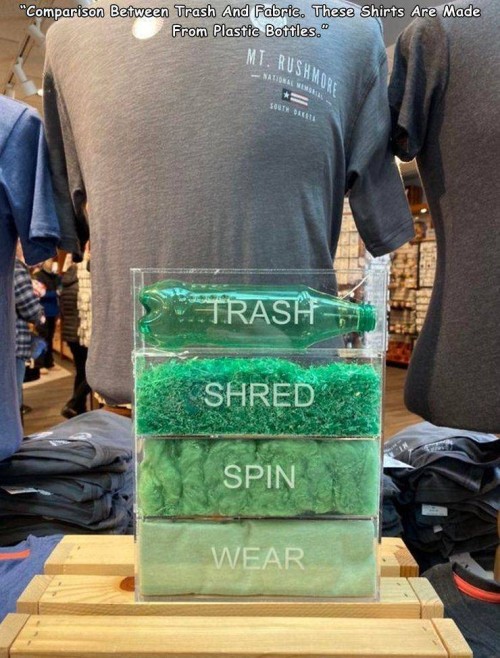 “Comparison Between Trash And Fabric. These Shirts Are Made
From Plastic Bottles.”
MT. RUSHMORE
NATIONAL MEMORIAL
SOUTH DAKOTA
TRASH
SHRED
SPIN
WEAR